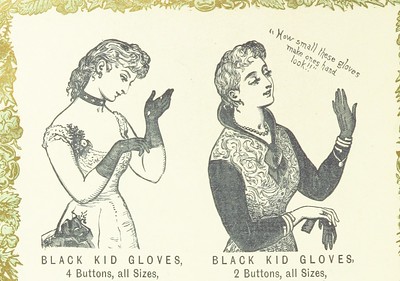 "How small these gloves
make ones hand
look!!"
BLACK KID GLOVES,
4 Buttons, all Sizes,
BLACK KID GLOVES,
2 Buttons, all Sizes,